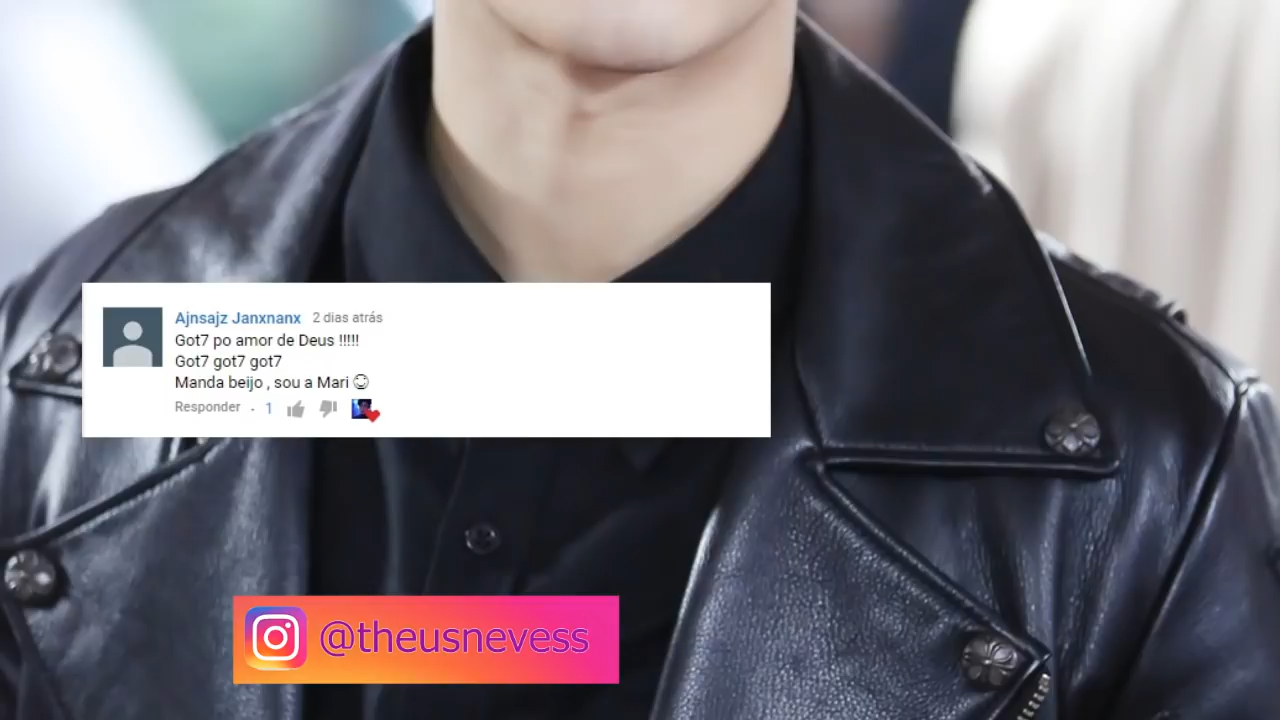 Ajnsajz Janxnanx 2 dias atrás
Got7 po amor de Deus !!!!!
Got7 got7 got7
Manda beijo , sou a Mari ☺
Responder · 1
@theusnevess